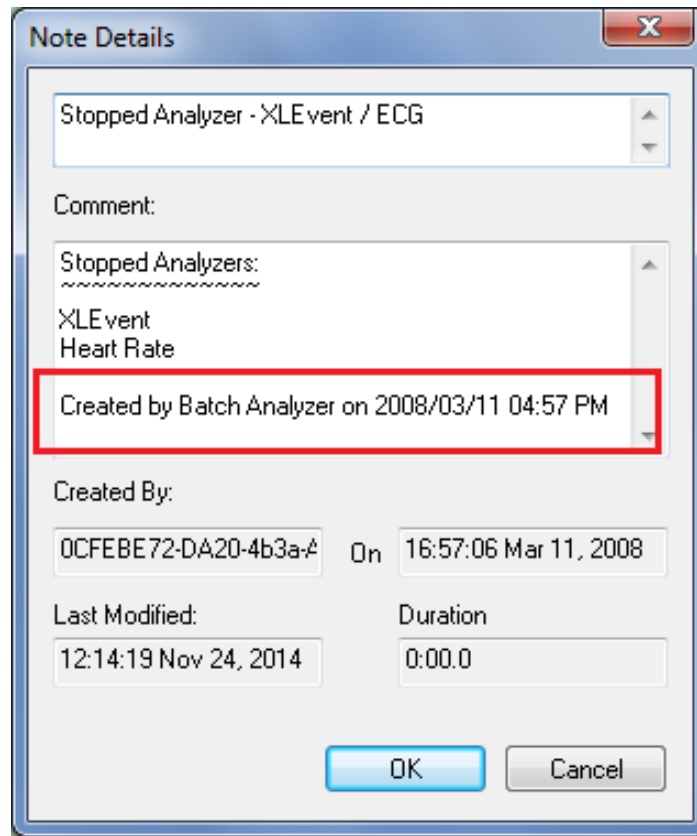 Note Details
Stopped Analyzer - XLEvent / ECG
Comment:
Stopped Analyzers:
~~~~~~~~~~~~~
XLEvent
Heart Rate
Created by Batch Analyzer on 2008/03/11 04:57 PM
Created By:
0CFEBE72-DA20-4b3a-A On 16:57:06 Mar 11, 2008
Last Modified: Duration
12:14:19 Nov 24, 2014 0:00.0
OK Cancel